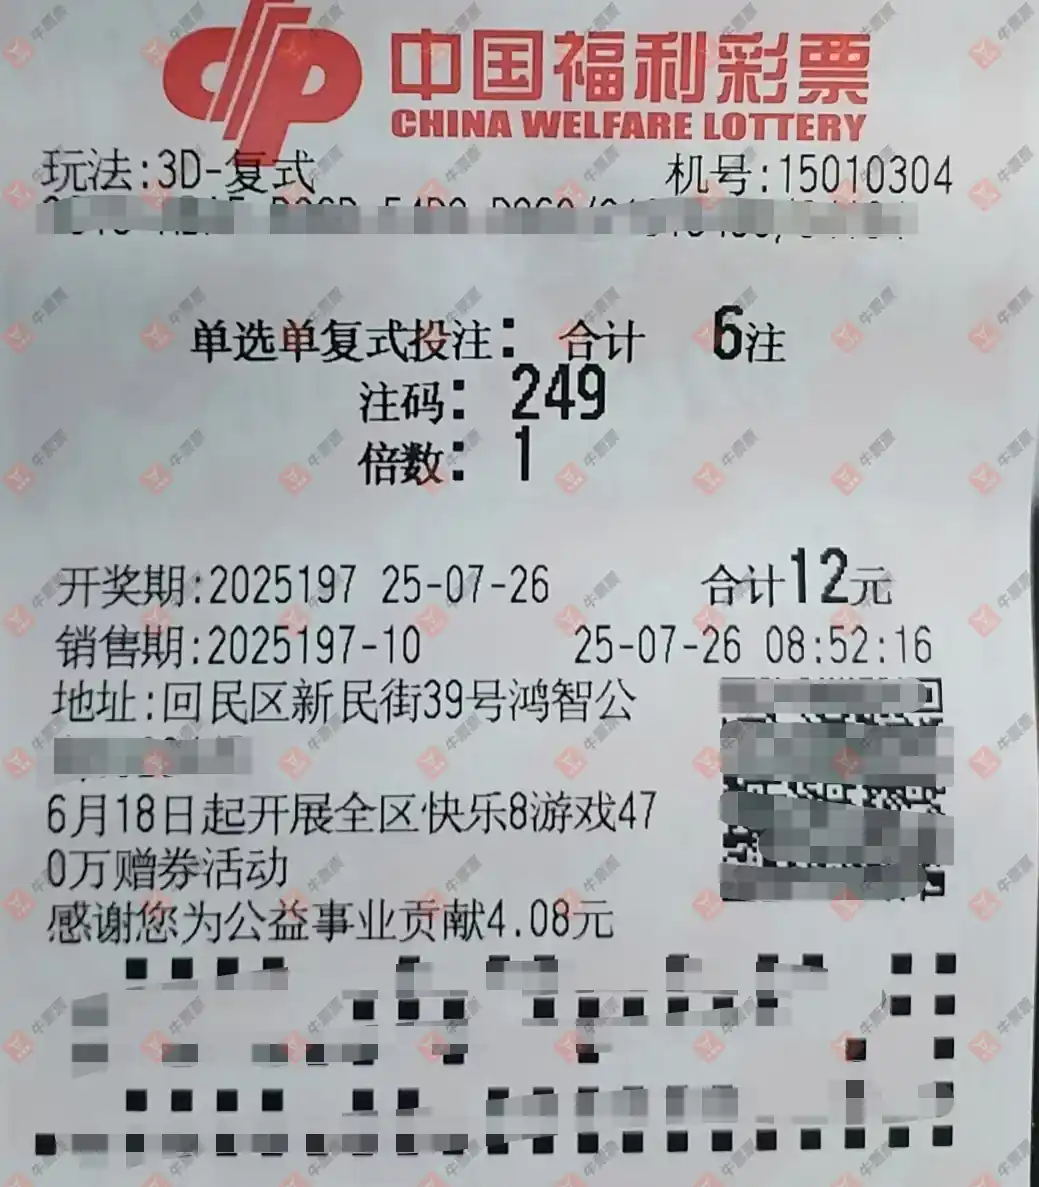 中国福利彩票
CHINA WELFARE LOTTERY
玩法:3D-复式 机号:15010304
单选单复式投注: 合计 6注
注码: 249
倍数: 1
开奖期:2025197 25-07-26 合计12元
销售期:2025197-10 25-07-26 08:52:16
地址:回民区新民街39号鸿智公
6月18日起开展全区快乐8游戏47
0万赠券活动
感谢您为公益事业贡献4.08元